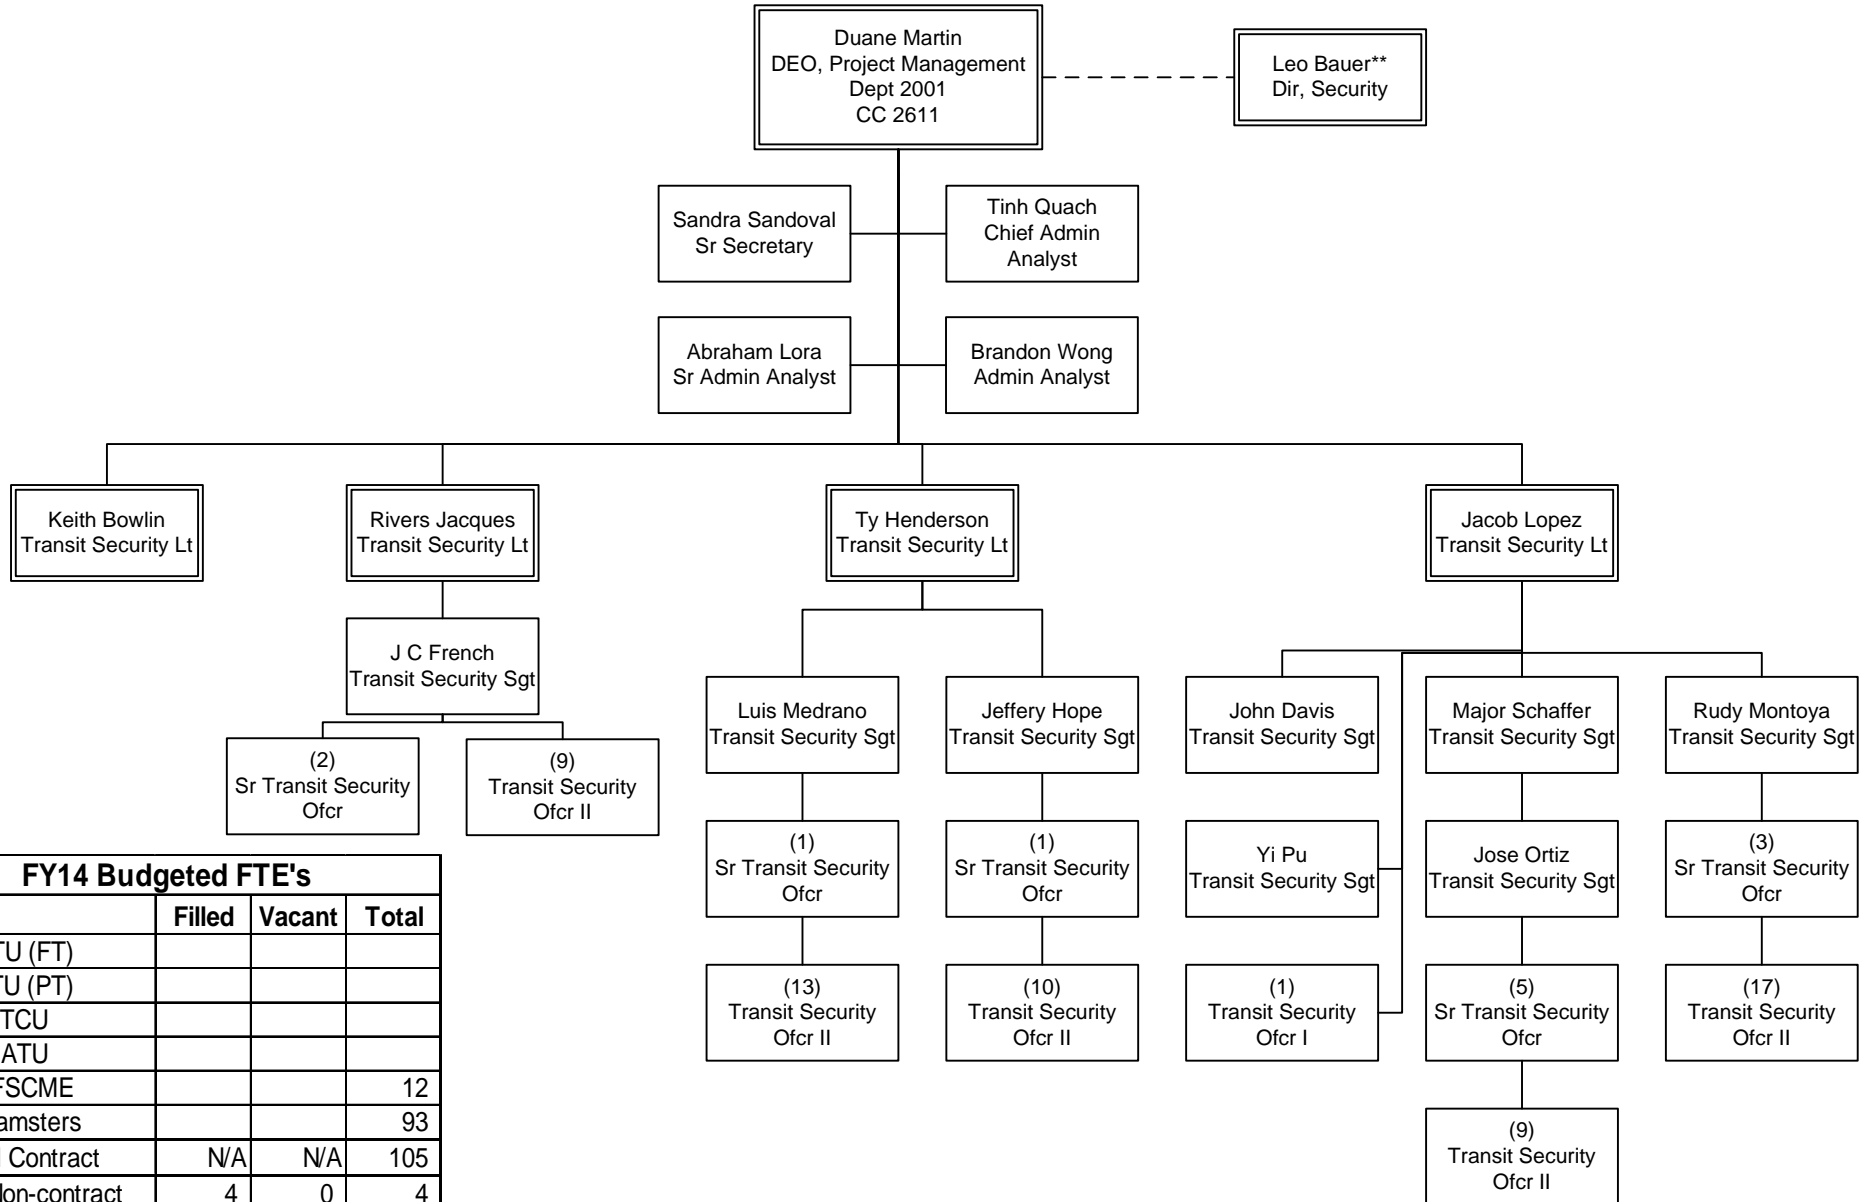 Duane Martin
DEO, Project Management
Dept 2001
CC 2611
Leo Bauer**
Dir, Security
Sandra Sandoval
Sr Secretary
Tinh Quach
Chief Admin
Analyst
Abraham Lora
Sr Admin Analyst
Brandon Wong
Admin Analyst
Keith Bowlin
Transit Security Lt
Rivers Jacques
Transit Security Lt
Ty Henderson
Transit Security Lt
Jacob Lopez
Transit Security Lt
J C French
Transit Security Sgt
(2)
Sr Transit Security
Ofcr
(9)
Transit Security
Ofcr II
Luis Medrano
Transit Security Sgt
Jeffery Hope
Transit Security Sgt
John Davis
Transit Security Sgt
Major Schaffer
Transit Security Sgt
Rudy Montoya
Transit Security Sgt
(1)
Sr Transit Security
Ofcr
(1)
Sr Transit Security
Ofcr
Yi Pu
Transit Security Sgt
Jose Ortiz
Transit Security Sgt
(3)
Sr Transit Security
Ofcr
(13)
Transit Security
Ofcr II
(10)
Transit Security
Ofcr II
(1)
Transit Security
Ofcr I
(5)
Sr Transit Security
Ofcr
(17)
Transit Security
Ofcr II
(9)
Transit Security
Ofcr II
FY14 Budgeted FTE's
Filled Vacant Total
TU (FT)
TU (PT)
TCU
ATU
FSCME 12
amsters 93
Contract N/A N/A 105
Non-contract 4 0 4